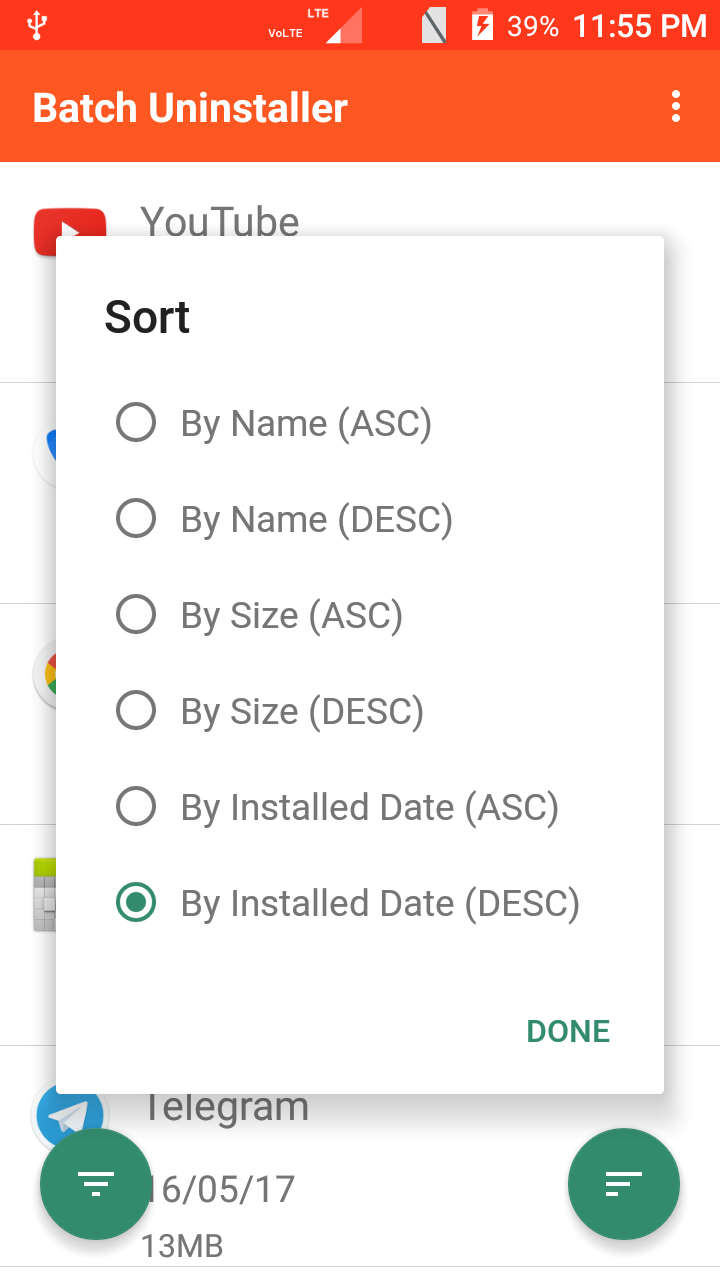 VoLTE LTE 39% 11:55 PM
Batch Uninstaller
YouTube
Sort
By Name (ASC)
By Name (DESC)
By Size (ASC)
By Size (DESC)
By Installed Date (ASC)
By Installed Date (DESC)
DONE
Telegram
16/05/17
13MB